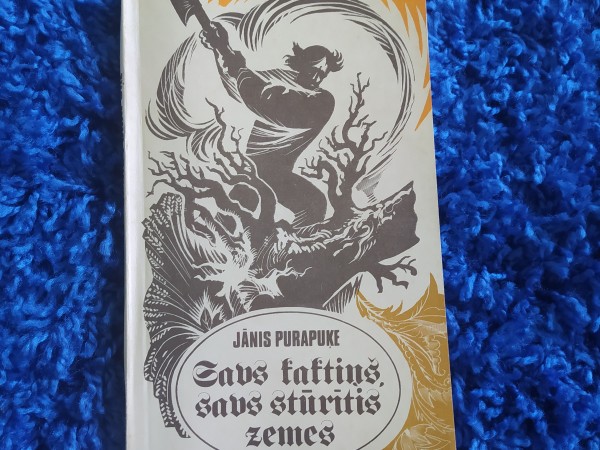 JĀNIS PURAPUĶE
Savs kaktiņš,
savs stūrītis
zemes